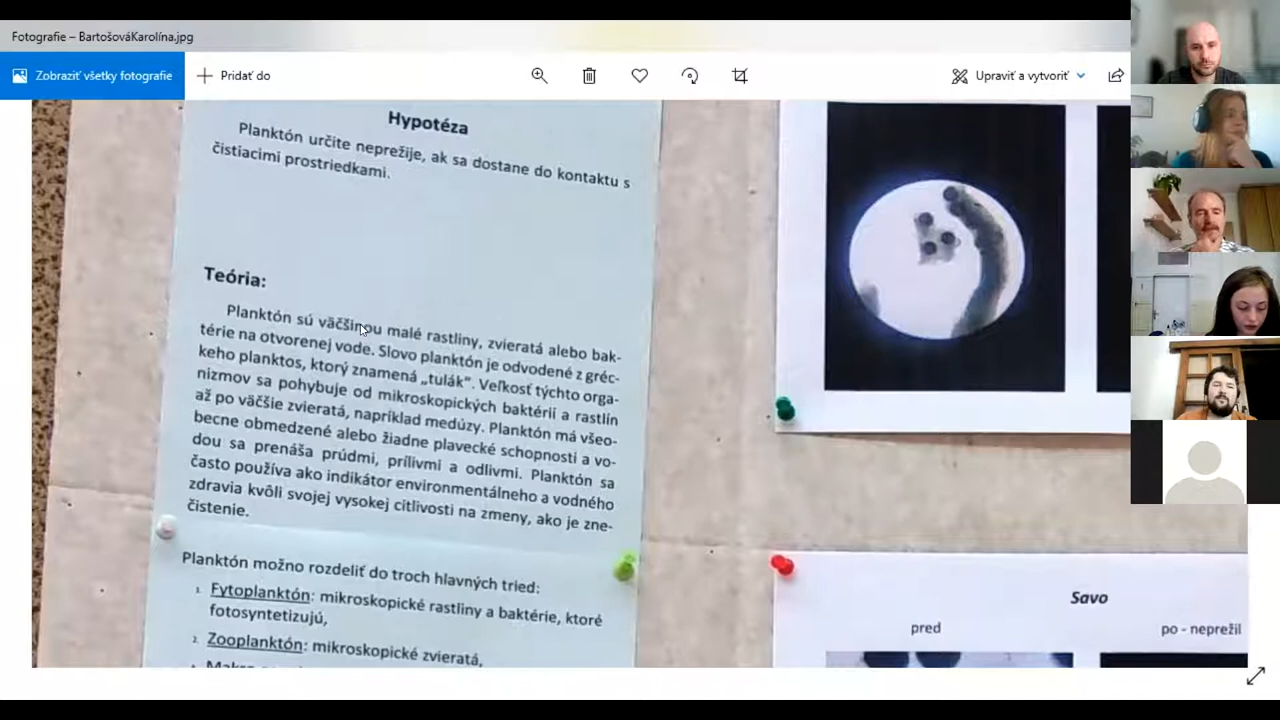 Fotografie – BartošováKarolína.jpg
Zobraziť všetky fotografie
Pridať do
Upraviť a vytvoriť
Hypotéza
Planktón určite neprežije, ak sa dostane do kontaktu s
čistiacimi prostriedkami.
Teória:
Planktón sú väčšinou malé rastliny, zvieratá alebo bak-
térie na otvorenej vode. Slovo planktón je odvodené z gréc-
keho planktos, ktorý znamená „tulák“. Veľkosť týchto orga-
nizmov sa pohybuje od mikroskopických baktérií a rastlín
až po väčšie zvieratá, napríklad medúzy. Planktón má všeo-
becne obmedzené alebo žiadne plavecké schopnosti a vo-
dou sa prenáša prúdmi, prílivmi a odlivmi. Planktón sa
často používa ako indikátor environmentálneho a vodného
zdravia kvôli svojej vysokej citlivosti na zmeny, ako je zne-
čistenie.
Planktón možno rozdeliť do troch hlavných tried:
1. Fytoplanktón: mikroskopické rastliny a baktérie, ktoré
fotosyntetizujú,
2. Zooplanktón: mikroskopické zvieratá,
Savo
pred
po - neprežil